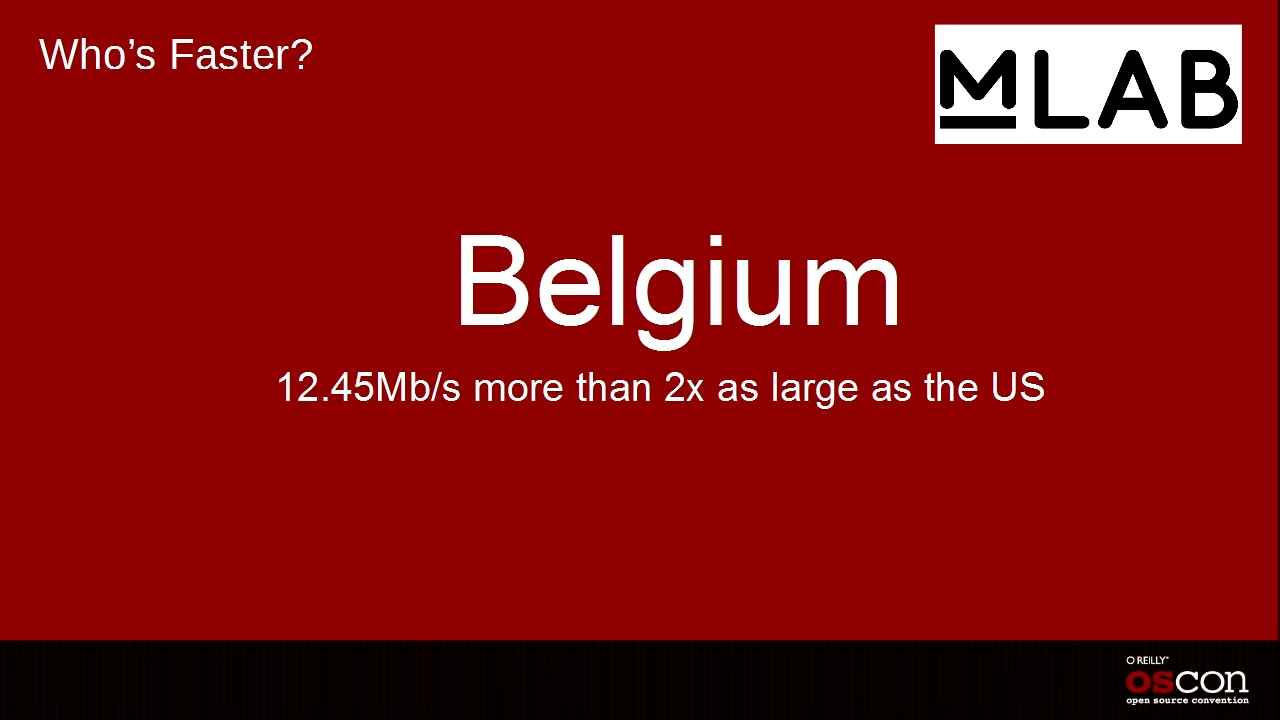 Who’s Faster?
MLAB
Belgium
12.45Mb/s more than 2x as large as the US
O REILLY®
oscon
open source convention